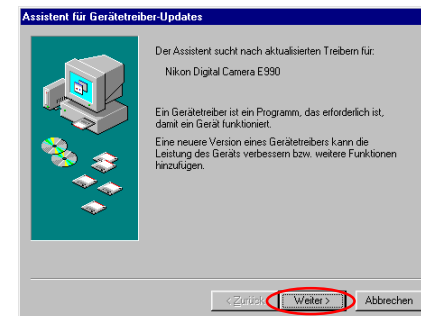 Assistent für Gerätetreiber-Updates
Der Assistent sucht nach aktualisierten Treibern für:
Nikon Digital Camera E990
Ein Gerätetreiber ist ein Programm, das erforderlich ist,
damit ein Gerät funktioniert.
Eine neuere Version eines Gerätetreibers kann die
Leistung des Geräts verbessern bzw. weitere Funktionen
hinzufügen.
< Zurück Weiter > Abbrechen